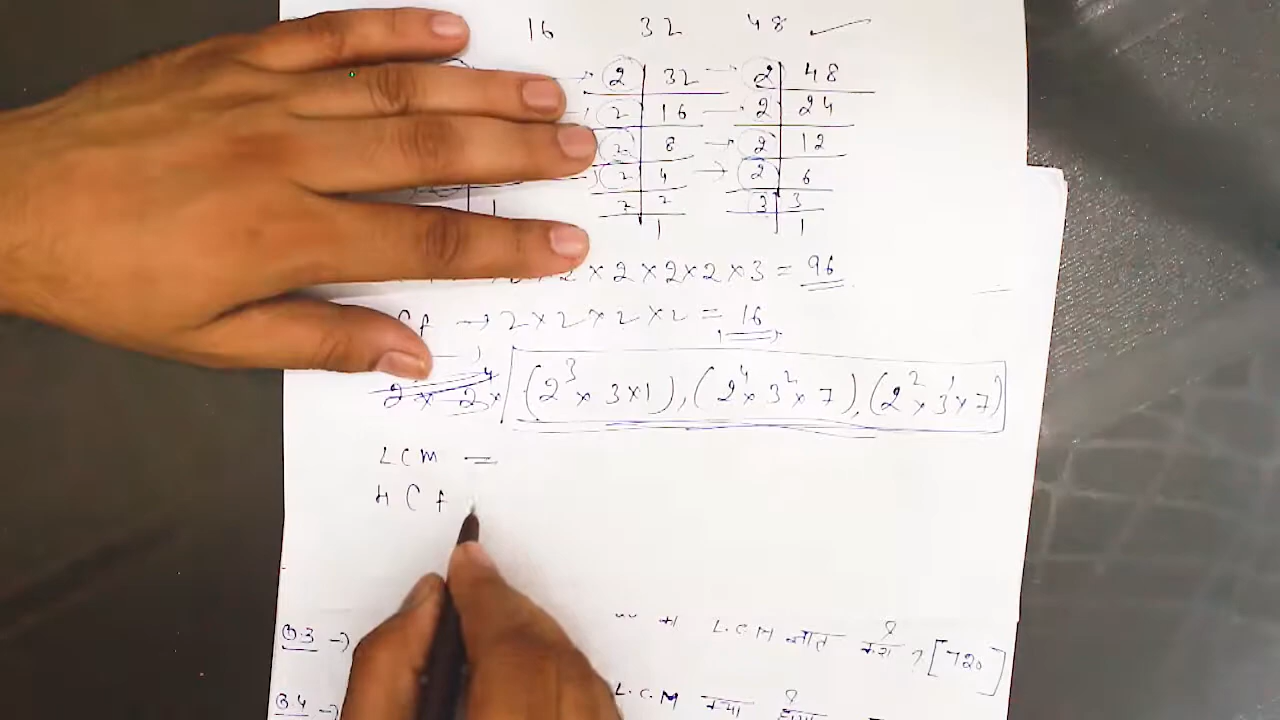 16 32 48
2 32 2 48
2 16 2 24
2 8 2 12
2 4 2 6
2 2 3 3
1 1 1
× 2 × 2 × 2 × 2 × 3 = 96
Cf → 2 × 2 × 2 × 2 = 16
(2³ × 3 × 1), (2⁴ × 3² × 7), (2² × 3¹ × 7)
LCM =
HCf
Q.3 → का L.C.M ज्ञात करो ? [720]
Q.4 → L.C.M क्या होगा